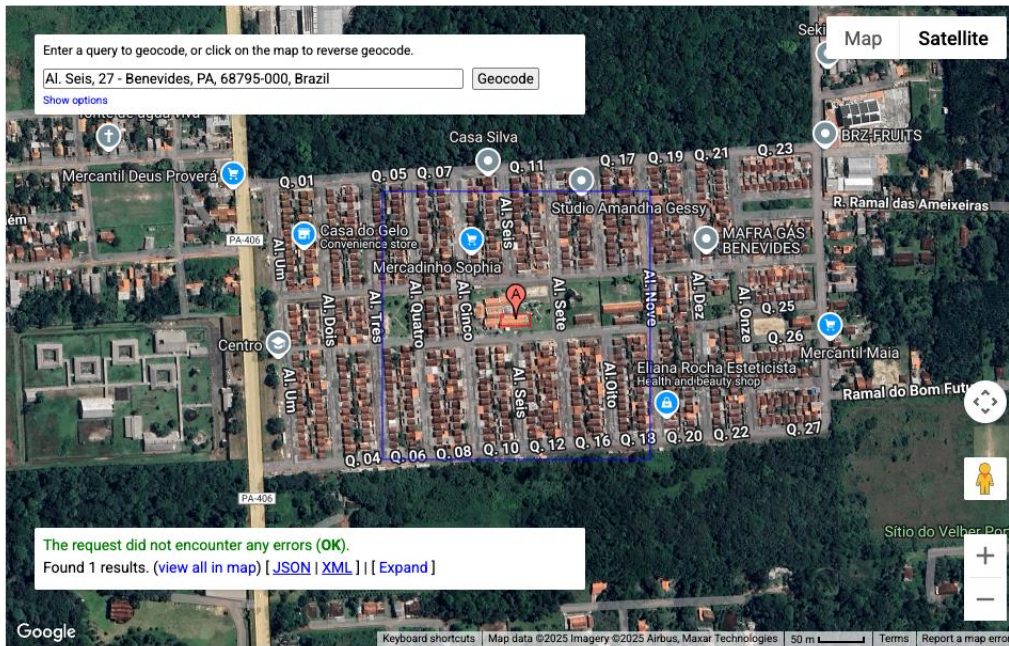 Enter a query to geocode, or click on the map to reverse geocode.
Al. Seis, 27 - Benevides, PA, 68795-000, Brazil
Geocode
Show options
Map
Satellite
Casa Silva
BRZ-FRUITS
Mercantil Deus Proverá
Q. 01
Q. 05
Q. 07
Q. 11
Q. 17
Q. 19
Q. 21
Q. 23
Studio Amandha Gessy
R. Ramal das Ameixeiras
PA-406
Al. Um
Casa do Gelo
Convenience store
Al. Seis
MAFRA GÁS
BENEVIDES
Mercadinho Sophia
Al. Dois
Al. Três
Al. Quatro
Al. Cinco
A
Al. Sete
Al. Nove
Al. Dez
Al. Onze
Q. 25
Q. 26
Centro
Mercantil Maia
Al. Um
Al. Seis
Al. Oito
Eliana Rocha Esteticista
Health and beauty shop
Ramal do Bom Futu
Q. 04
Q. 06
Q. 08
Q. 10
Q. 12
Q. 16
Q. 18
Q. 20
Q. 22
Q. 27
PA-406
Sítio do Velber Pon
The request did not encounter any errors (OK).
Found 1 results. (view all in map) [ JSON | XML ] | [ Expand ]
Google
Keyboard shortcuts
Map data ©2025 Imagery ©2025 Airbus, Maxar Technologies
50 m
Terms
Report a map error